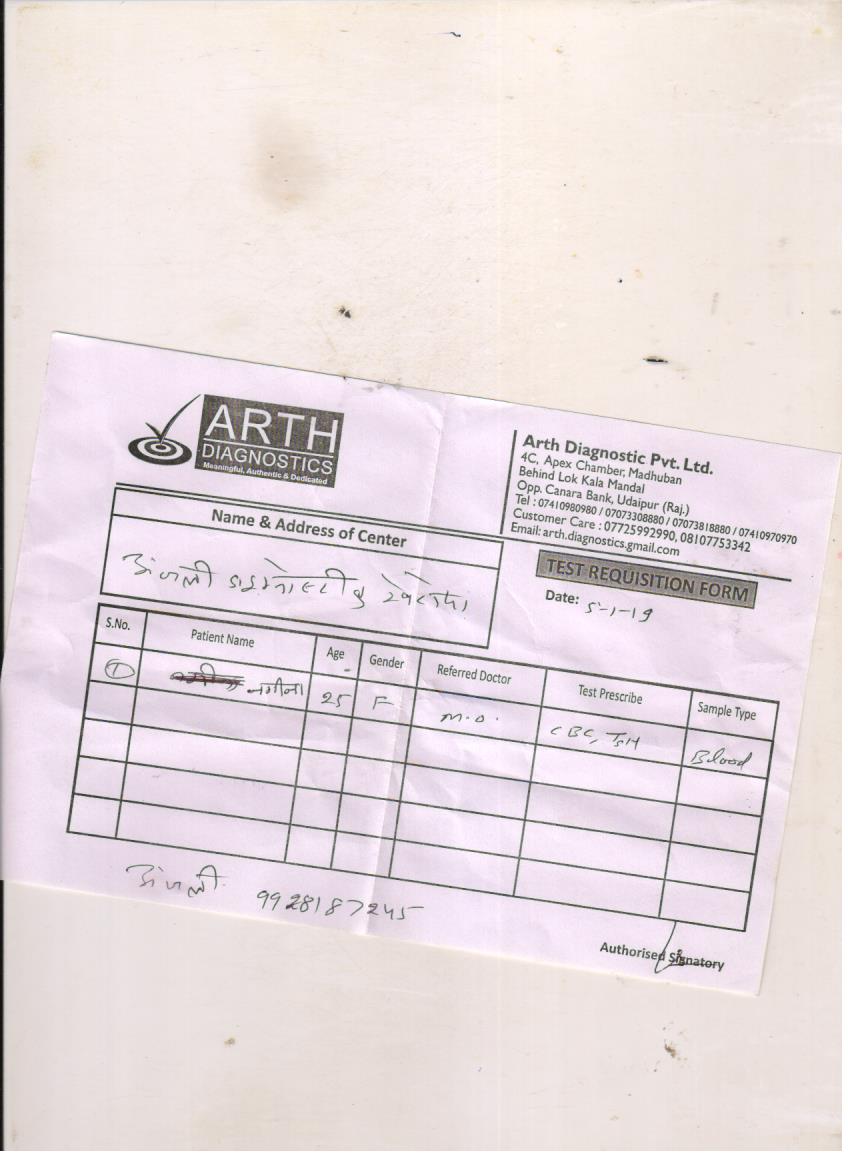 ARTH
DIAGNOSTICS
Meaningful, Authentic & Dedicated
Arth Diagnostic Pvt. Ltd.
4C, Apex Chamber, Madhuban
Behind Lok Kala Mandal
Opp. Canara Bank, Udaipur (Raj.)
Tel : 07410980980 / 07073308880 / 07073818880 / 07410970970
Customer Care : 07725992990, 08107753342
Email: arth.diagnostics.gmail.com
Name & Address of Center
अंजली
TEST REQUISITION FORM
Date: 5-1-19
S.No. Patient Name Age Gender Referred Doctor Test Prescribe Sample Type
1 25 F M.D. CBC, TSH Blood
अंजली
9928187245
Authorised Signatory